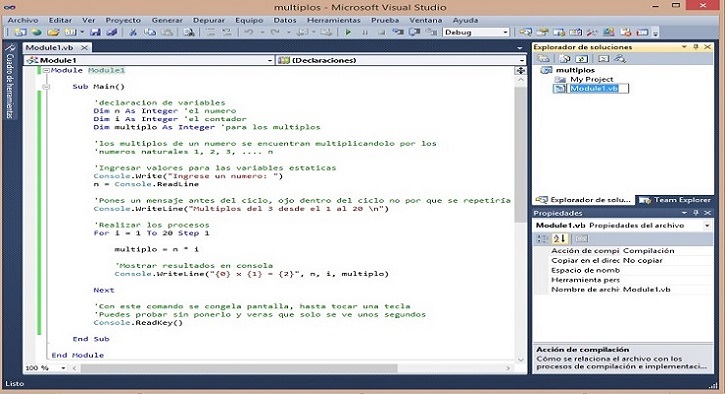 multiplos - Microsoft Visual Studio
Archivo Editar Ver Proyecto Generar Depurar Equipo Datos Herramientas Prueba Ventana Ayuda
Debug
Module1.vb
Explorador de soluciones
Cuadro de herramientas
Module1
(Declaraciones)
multiplos
My Project
Module1.vb
Module Module1
Sub Main()
'declaracion de variables
Dim n As Integer 'el numero
Dim i As Integer 'el contador
Dim multiplo As Integer 'para los multiplos
'los multiplos de un numero se encuentran multiplicandolo por los
'numeros naturales 1, 2, 3, .... n
'Ingresar valores para las variables estaticas
Console.Write("Ingrese un numero: ")
n = Console.ReadLine
'Pones un mensaje antes del ciclo, ojo dentro del ciclo no por que se repetiría
Console.WriteLine("Multiplos del 3 desde el 1 al 20 \n")
'Realizar los procesos
For i = 1 To 20 Step 1
multiplo = n * i
'Mostrar resultados en consola
Console.WriteLine("{0} x {1} = {2}", n, i, multiplo)
Next
'Con este comando se congela pantalla, hasta tocar una tecla
'Puedes probar sin ponerlo y veras que solo se ve unos segundos
Console.ReadKey()
End Sub
End Module
100 %
Explorador de solu... Team Explorer
Propiedades
Module1.vb Propiedades del archivo
Acción de compi Compilación
Copiar en el direc No copiar
Espacio de nomb
Herramienta pers
Nombre de archi Module1.vb
Acción de compilación
Cómo se relaciona el archivo con los
procesos de compilación e implementaci...
Listo